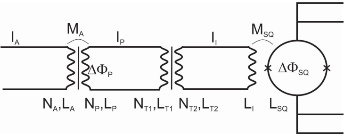 I_A M_A I_P I_I M_SQ
ΔΦ_P ΔΦ_SQ
N_A,L_A N_P,L_P N_T1,L_T1 N_T2,L_T2 L_I L_SQ